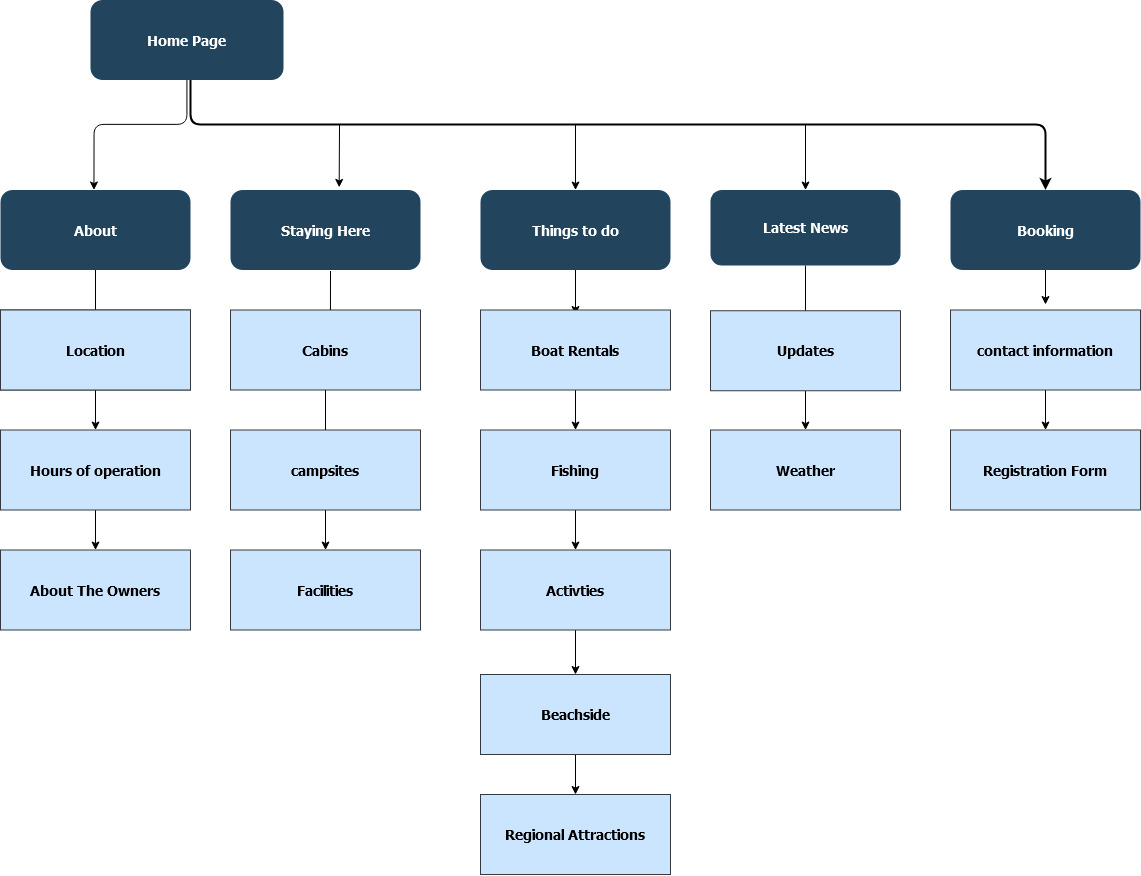 Home Page
About
Staying Here
Things to do
Latest News
Booking
Location
Cabins
Boat Rentals
Updates
contact information
Hours of operation
campsites
Fishing
Weather
Registration Form
About The Owners
Facilities
Activties
Beachside
Regional Attractions